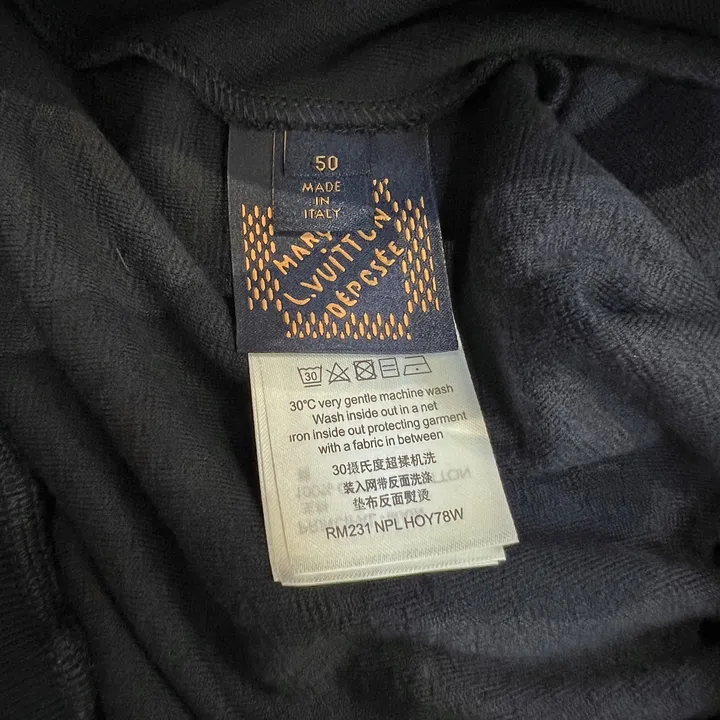 50
MADE
IN
ITALY
L.VUITTON
DÉPOSÉE
30
30°C very gentle machine wash
Wash inside out in a net
iron inside out protecting garment
with a fabric in between
30摄氏度超揉机洗
装入网带反面洗涤
垫布反面熨烫
RM231 NPL HOY78W